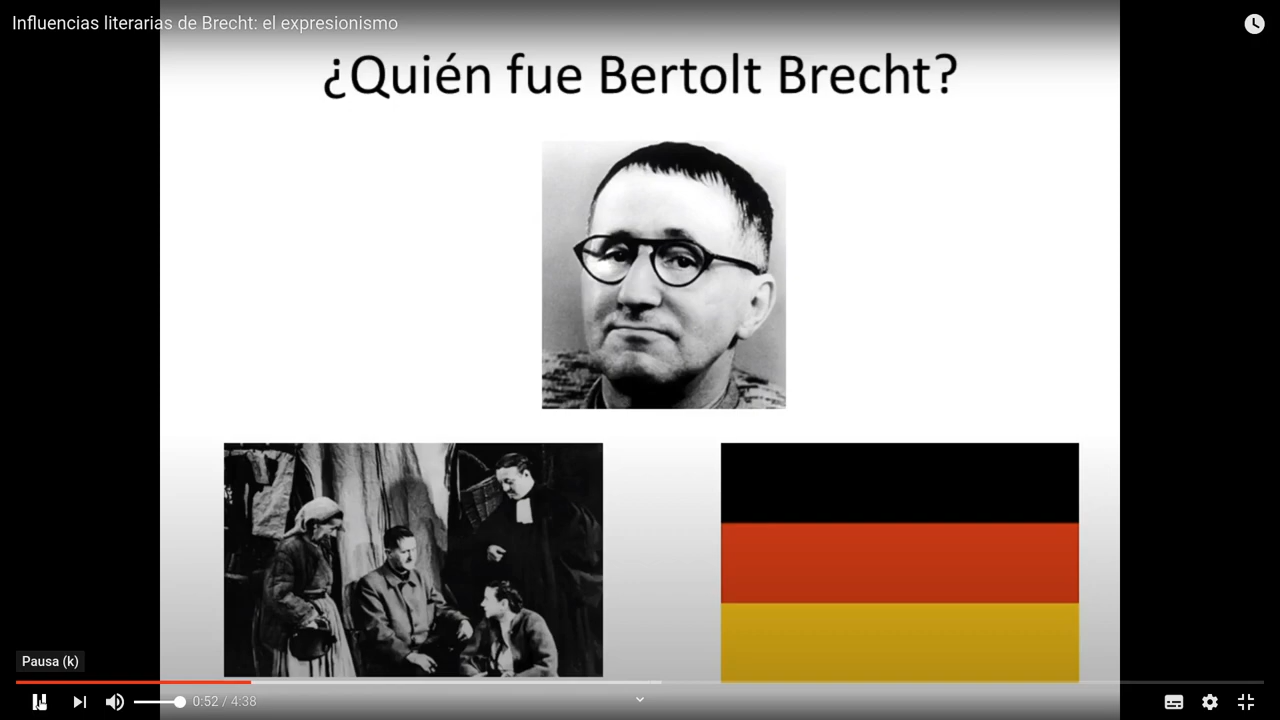 Influencias literarias de Brecht: el expresionismo
¿Quién fue Bertolt Brecht?
Pausa (k)
0:52 / 4:38